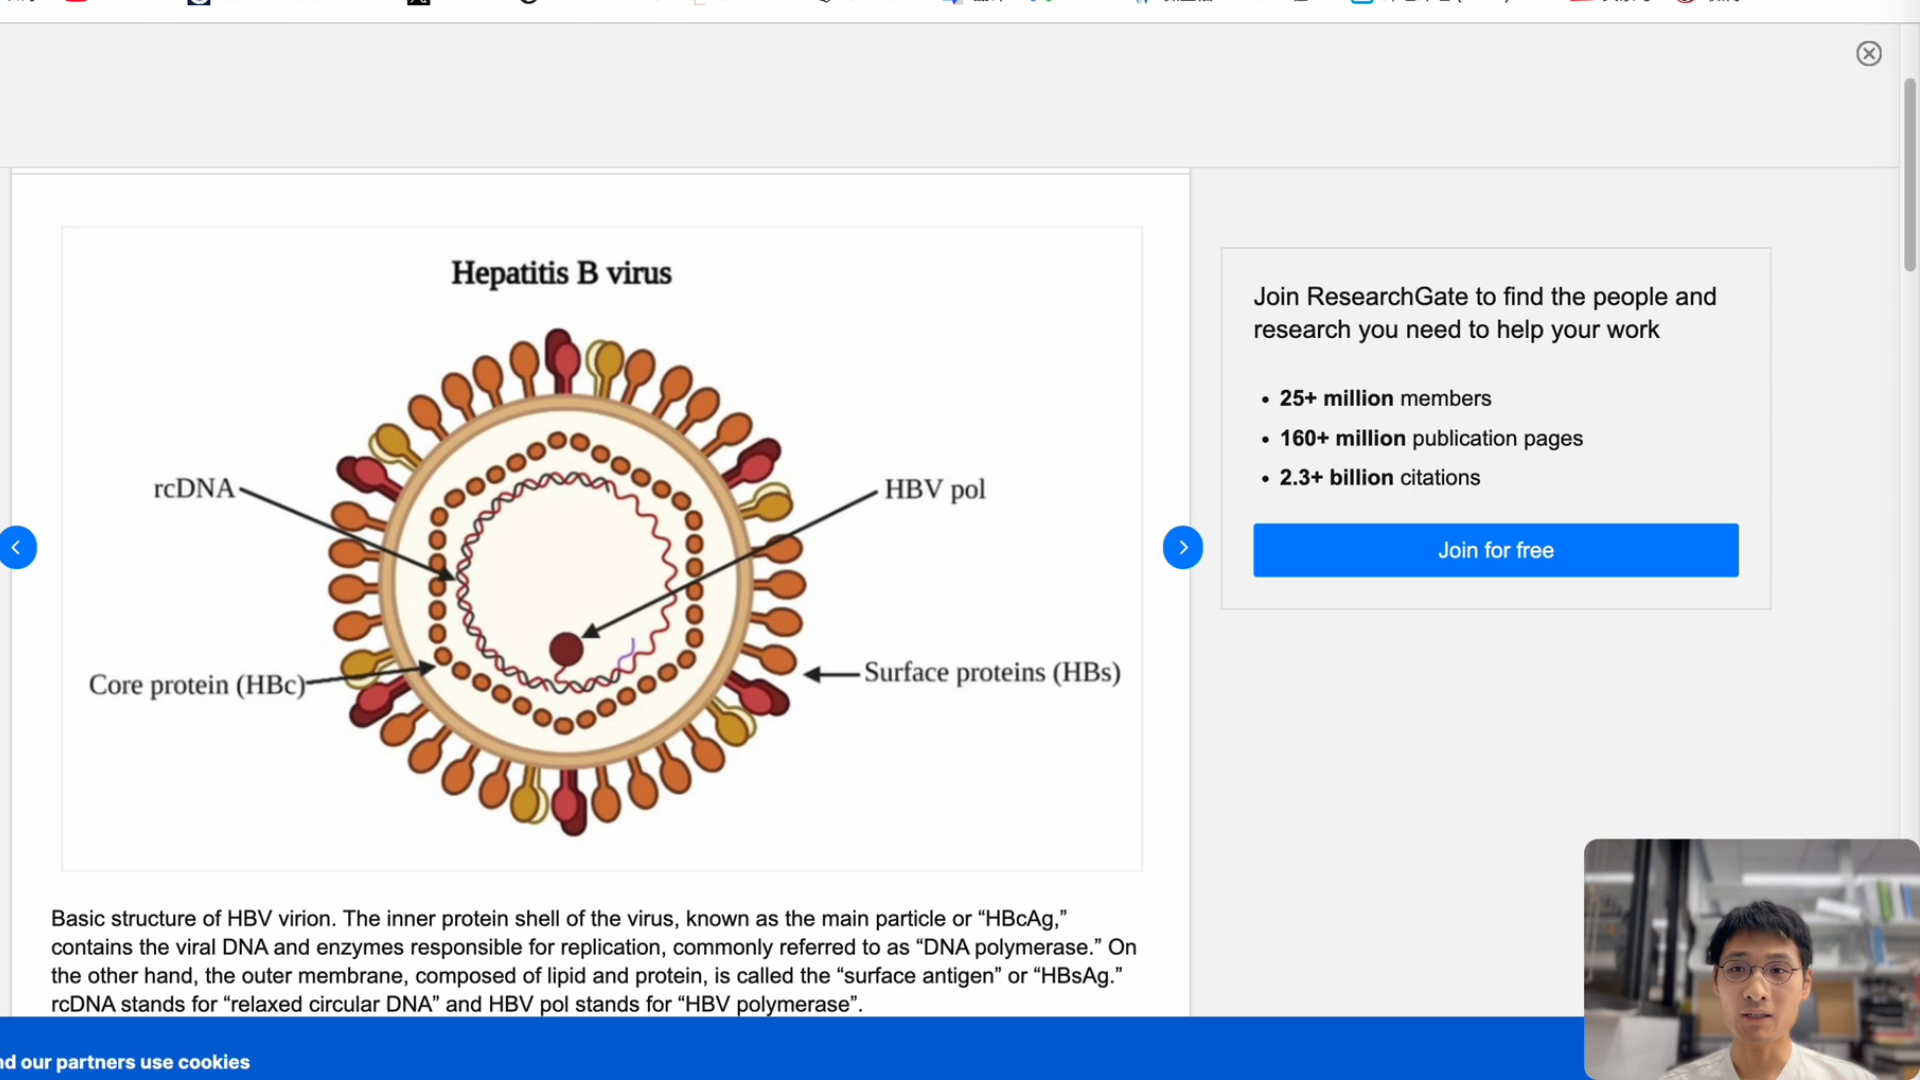 Hepatitis B virus
rcDNA
HBV pol
Core protein (HBc)
Surface proteins (HBs)
Basic structure of HBV virion. The inner protein shell of the virus, known as the main particle or “HBcAg,”
contains the viral DNA and enzymes responsible for replication, commonly referred to as “DNA polymerase.” On
the other hand, the outer membrane, composed of lipid and protein, is called the “surface antigen” or “HBsAg.”
rcDNA stands for “relaxed circular DNA” and HBV pol stands for “HBV polymerase”.
Join ResearchGate to find the people and
research you need to help your work
• 25+ million members
• 160+ million publication pages
• 2.3+ billion citations
Join for free
nd our partners use cookies